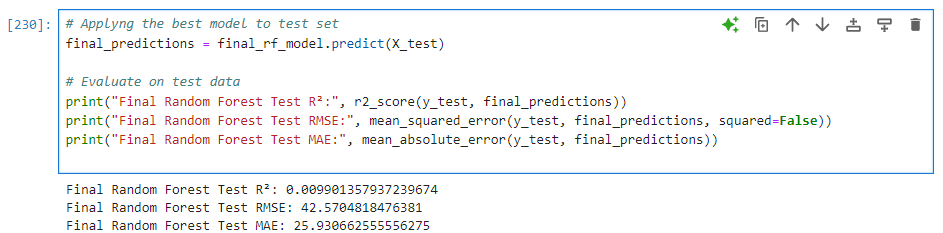 [230]:
# Applyng the best model to test set
final_predictions = final_rf_model.predict(X_test)
# Evaluate on test data
print("Final Random Forest Test R²:", r2_score(y_test, final_predictions))
print("Final Random Forest Test RMSE:", mean_squared_error(y_test, final_predictions, squared=False))
print("Final Random Forest Test MAE:", mean_absolute_error(y_test, final_predictions))
Final Random Forest Test R²: 0.009901357937239674
Final Random Forest Test RMSE: 42.5704818476381
Final Random Forest Test MAE: 25.930662555556275